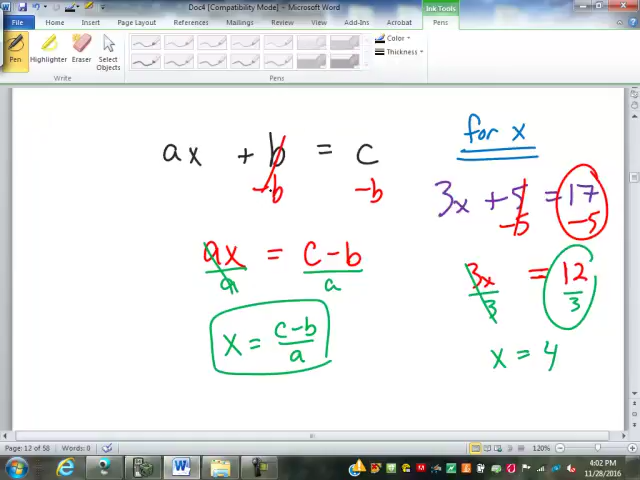 Doc4 [Compatibility Mode] - Microsoft Word
Ink Tools
File Home Insert Page Layout References Mailings Review View Add-Ins Acrobat Pens
Pen Highlighter Eraser Select Objects
Color
Thickness
Write Pens
for x
ax + b = c
-b -b
3x + 5 = 17
-5 -5
ax = c-b
a a
3x = 12
3 3
x = c-b
a
x = 4
Page: 12 of 58 Words: 0 120%
4:02 PM
11/28/2016